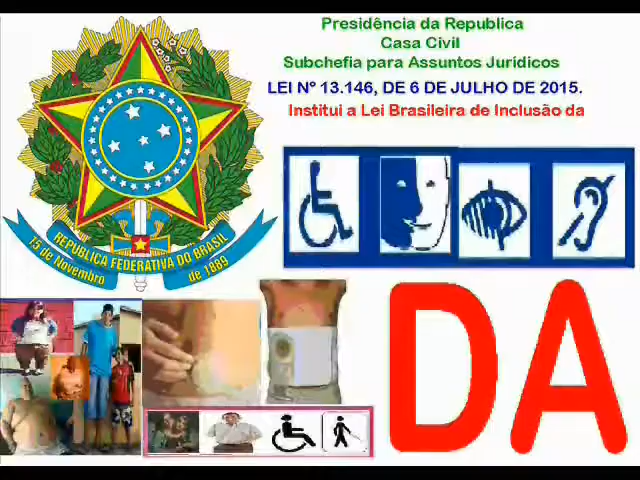 Presidência da Republica
Casa Civil
Subchefia para Assuntos Jurídicos
LEI Nº 13.146, DE 6 DE JULHO DE 2015.
Institui a Lei Brasileira de Inclusão da
REPUBLICA FEDERATIVA DO BRASIL
15 de Novembro
de 1889
DA